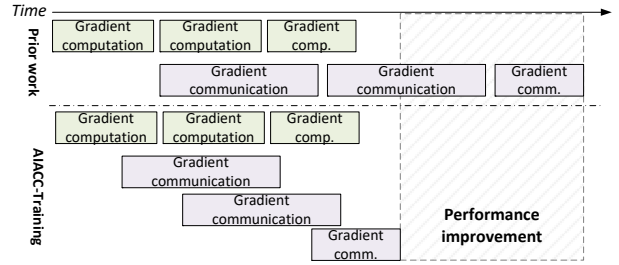 Time
Prior work
Gradient
computation
Gradient
computation
Gradient
comp.
Gradient
communication
Gradient
communication
Gradient
comm.
AIACC-Training
Gradient
computation
Gradient
computation
Gradient
comp.
Gradient
communication
Gradient
communication
Gradient
comm.
Performance
improvement